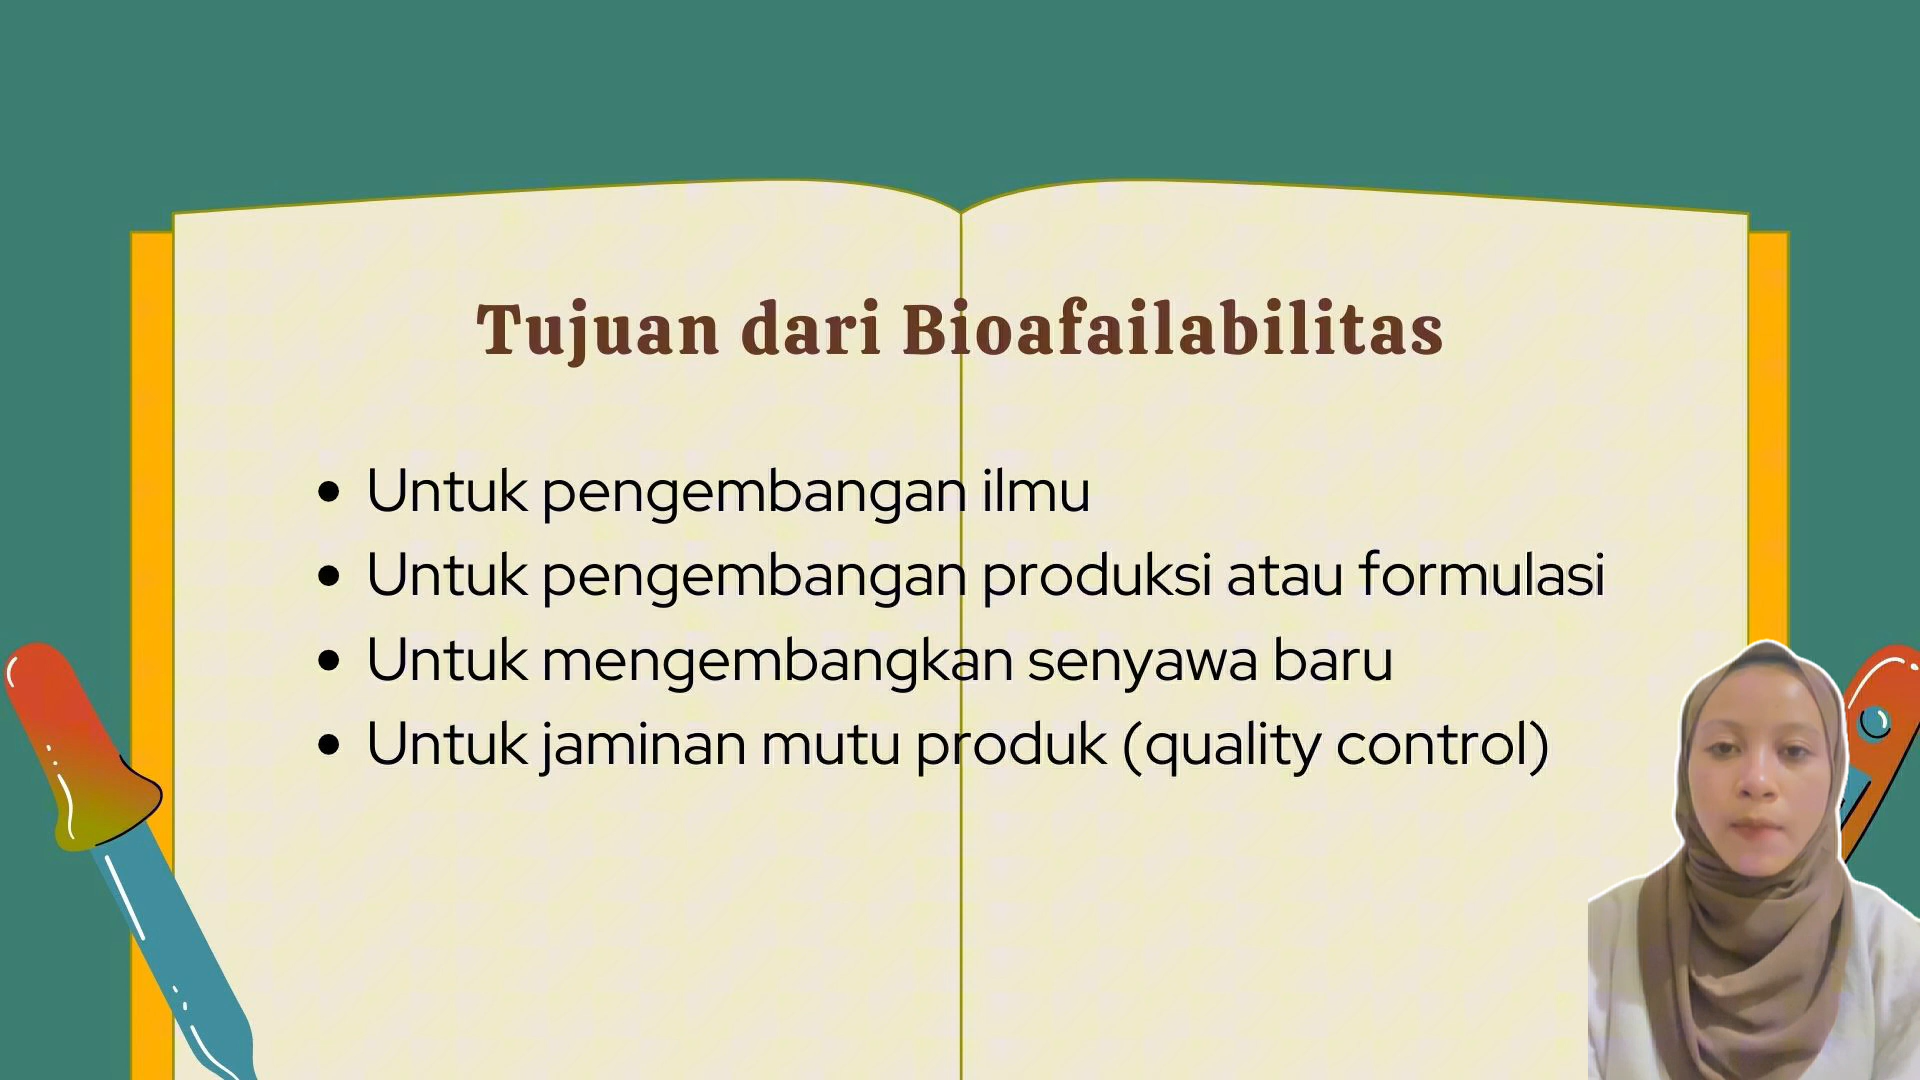 Tujuan dari Bioafailabilitas
• Untuk pengembangan ilmu
• Untuk pengembangan produksi atau formulasi
• Untuk mengembangkan senyawa baru
• Untuk jaminan mutu produk (quality control)